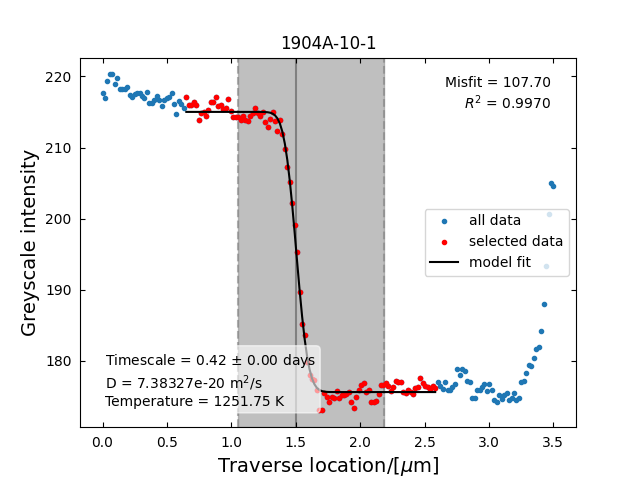 1904A-10-1
Misfit = 107.70
R² = 0.9970
220
210
200
190
180
Greyscale intensity
all data
selected data
model fit
Timescale = 0.42 ± 0.00 days
D = 7.38327e-20 m²/s
Temperature = 1251.75 K
0.0 0.5 1.0 1.5 2.0 2.5 3.0 3.5
Traverse location/[μm]